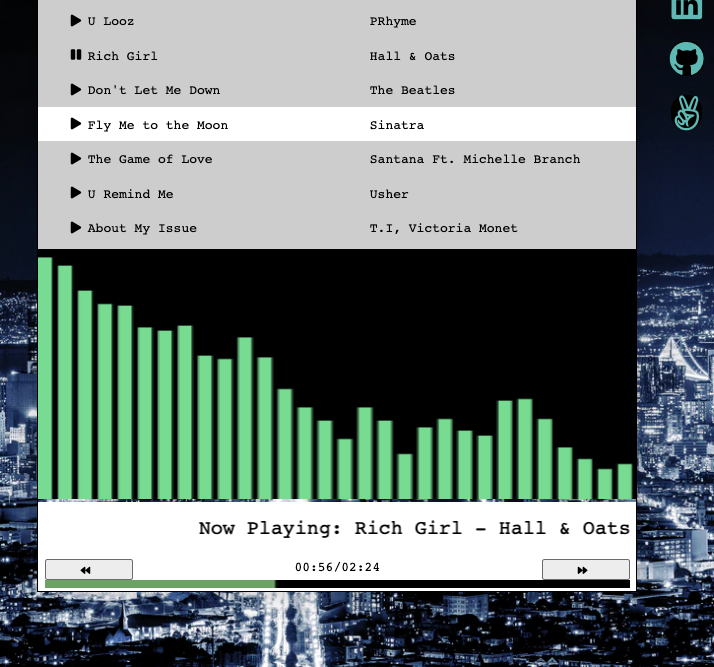 U Looz PRhyme
Rich Girl Hall & Oats
Don't Let Me Down The Beatles
Fly Me to the Moon Sinatra
The Game of Love Santana Ft. Michelle Branch
U Remind Me Usher
About My Issue T.I, Victoria Monet
Now Playing: Rich Girl - Hall & Oats
00:56/02:24
in